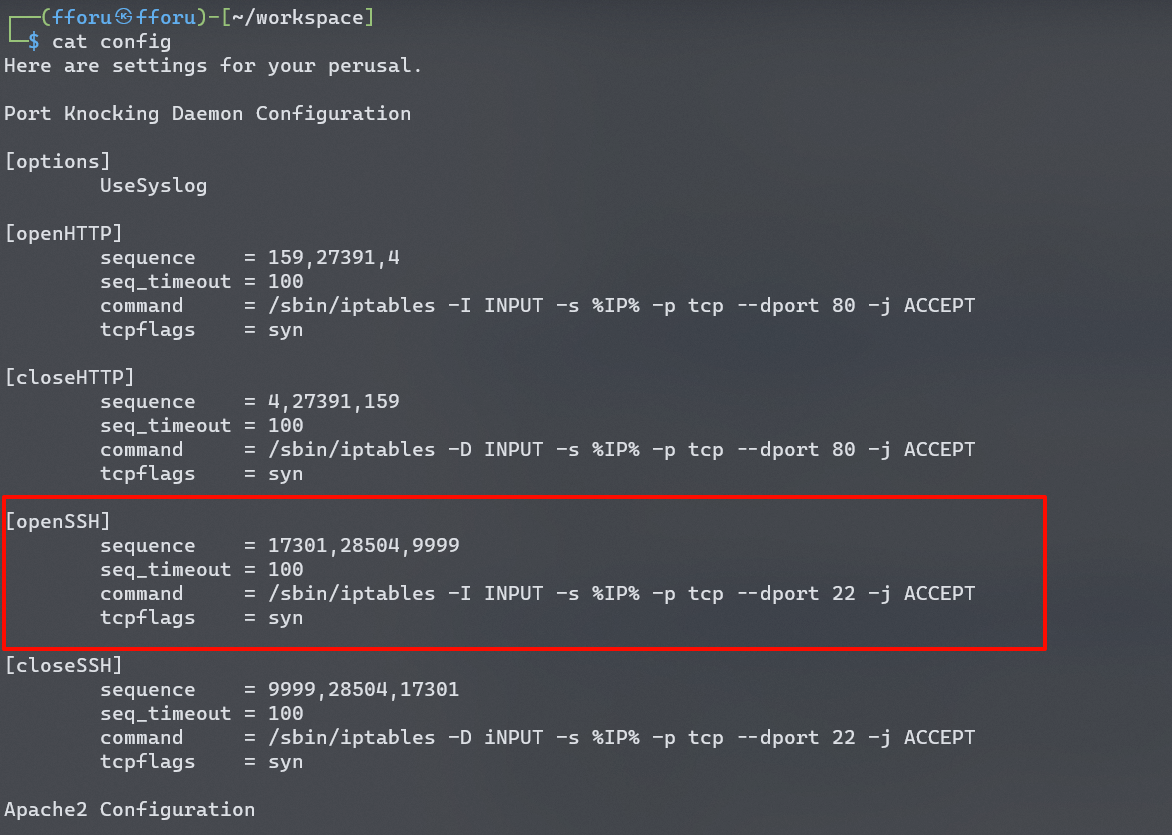 ┌──(fforu㉿fforu)-[~/workspace]
└─$ cat config
Here are settings for your perusal.
Port Knocking Daemon Configuration
[options]
UseSyslog
[openHTTP]
sequence = 159,27391,4
seq_timeout = 100
command = /sbin/iptables -I INPUT -s %IP% -p tcp --dport 80 -j ACCEPT
tcpflags = syn
[closeHTTP]
sequence = 4,27391,159
seq_timeout = 100
command = /sbin/iptables -D INPUT -s %IP% -p tcp --dport 80 -j ACCEPT
tcpflags = syn
[openSSH]
sequence = 17301,28504,9999
seq_timeout = 100
command = /sbin/iptables -I INPUT -s %IP% -p tcp --dport 22 -j ACCEPT
tcpflags = syn
[closeSSH]
sequence = 9999,28504,17301
seq_timeout = 100
command = /sbin/iptables -D iNPUT -s %IP% -p tcp --dport 22 -j ACCEPT
tcpflags = syn
Apache2 Configuration